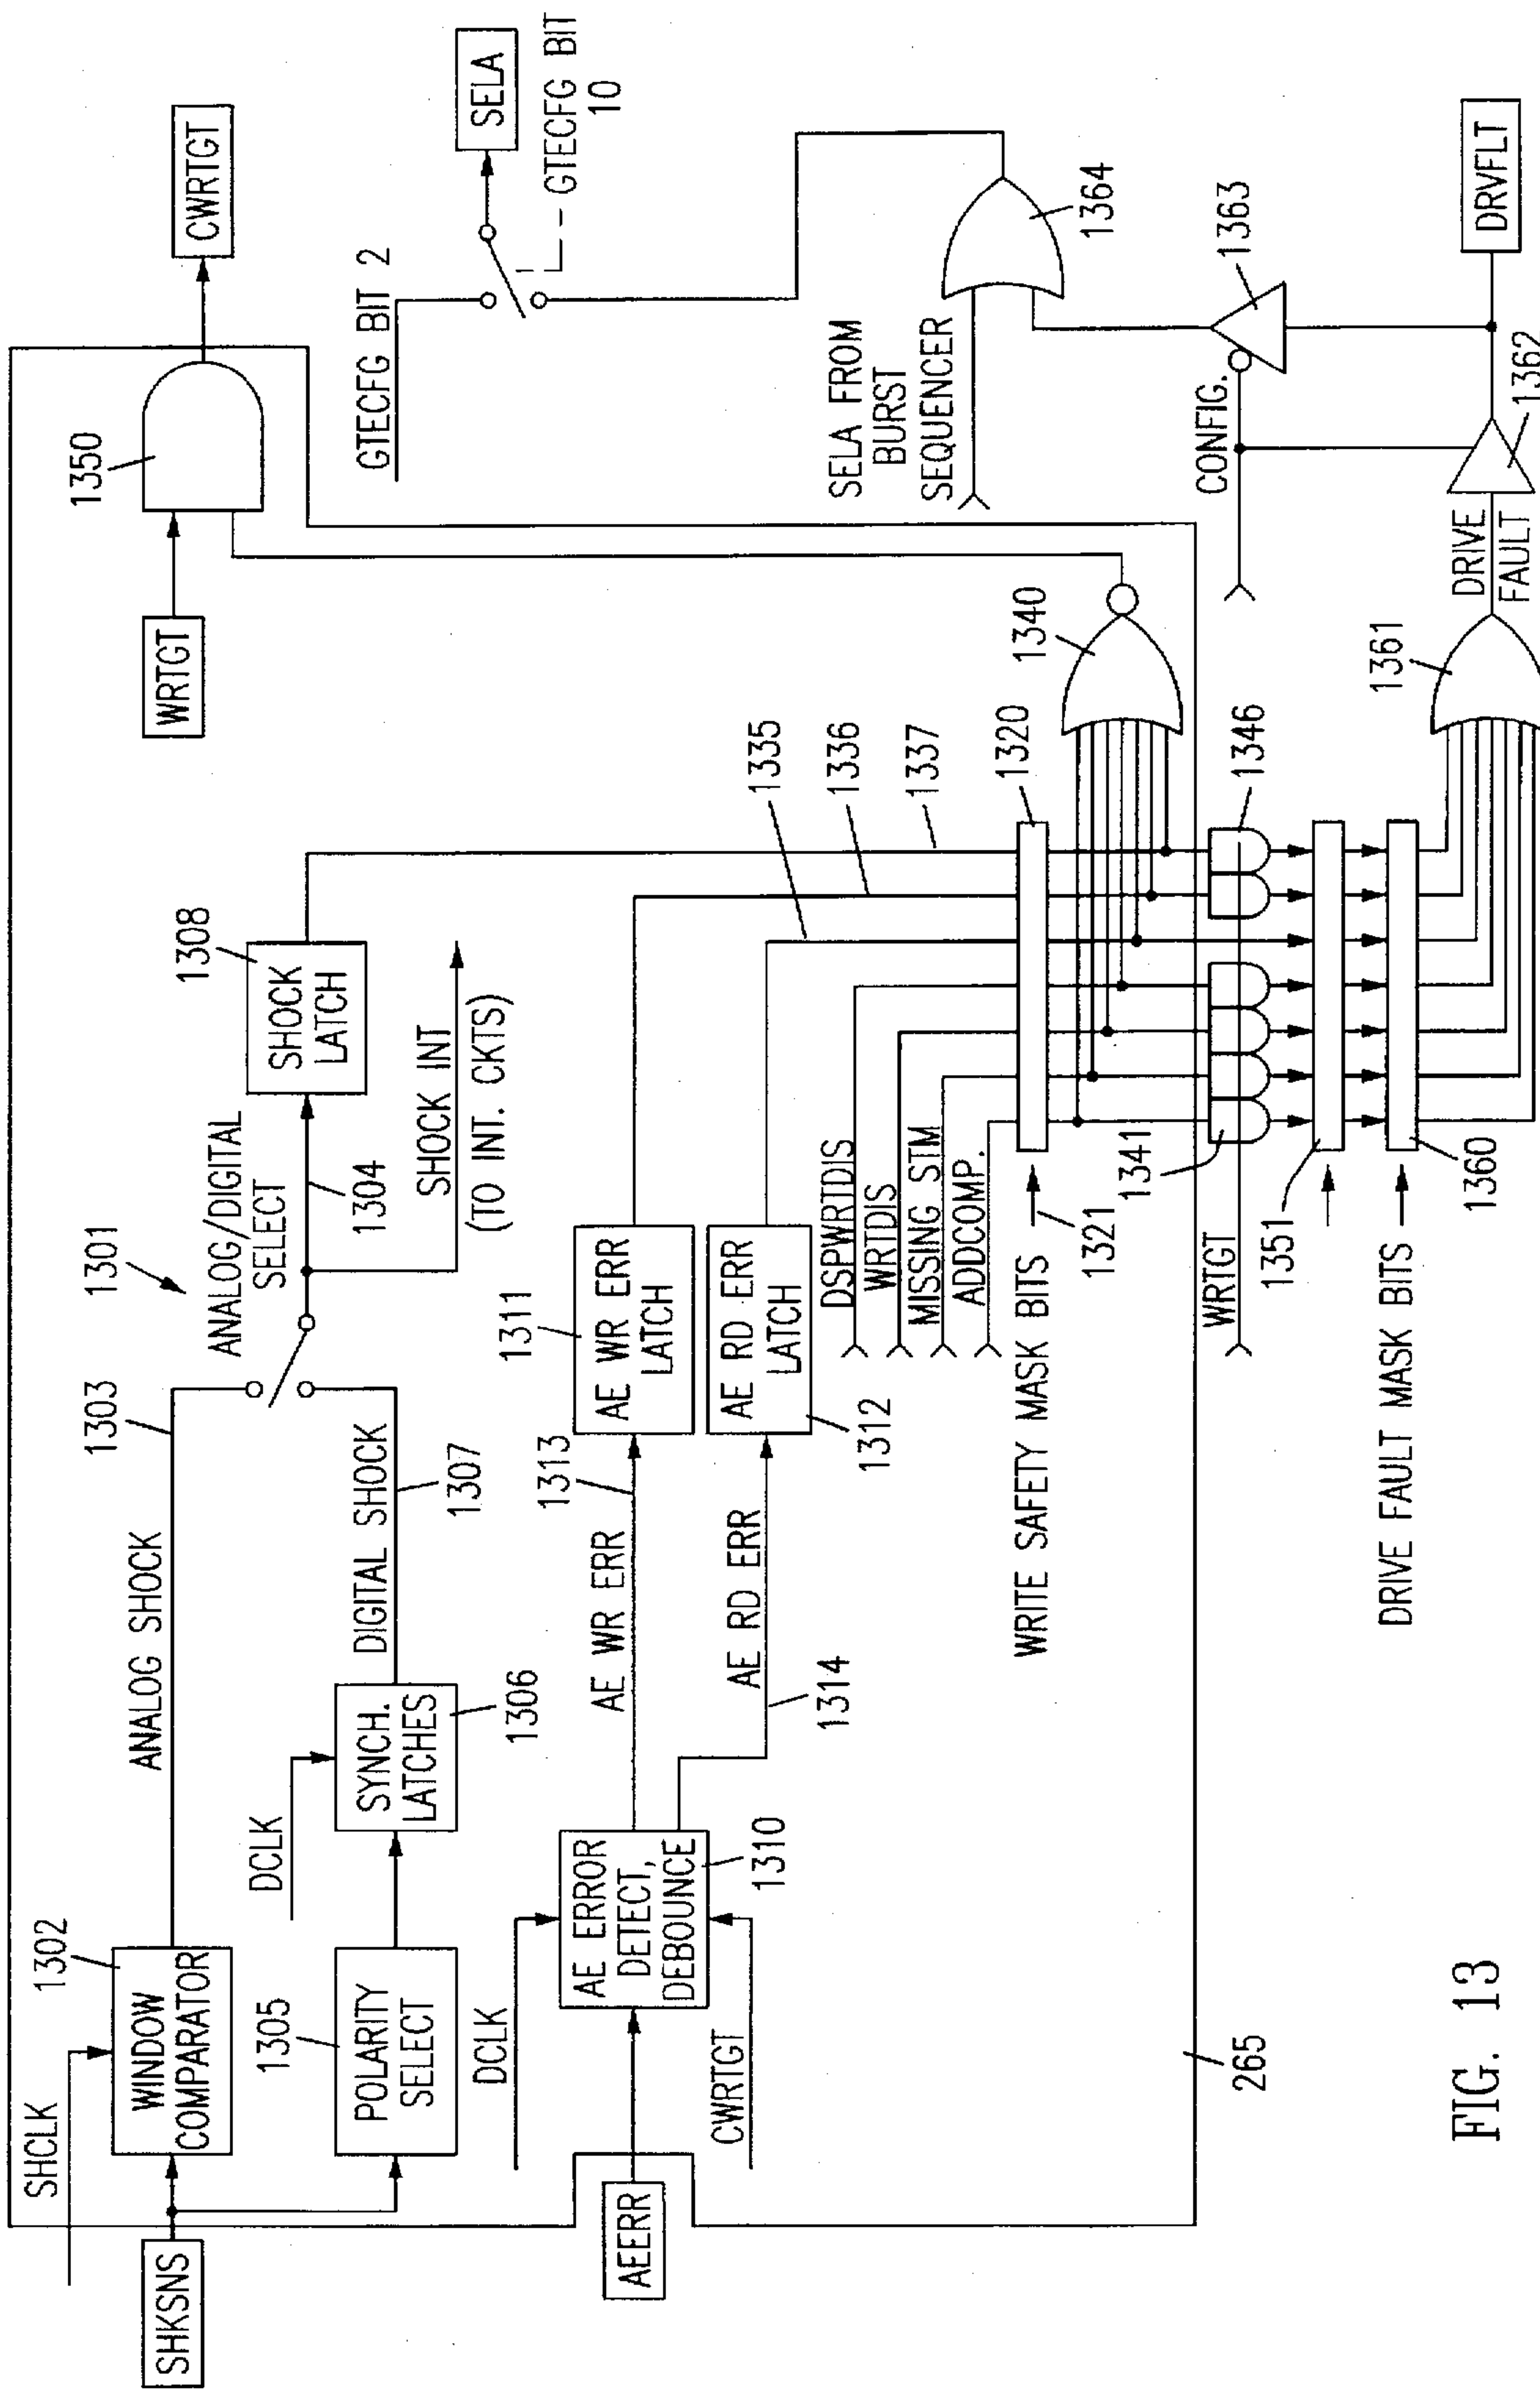 SHCLK
SHKSNS
1302
WINDOW
COMPARATOR
1305
POLARITY
SELECT
DCLK
SYNCH.
LATCHES
1306
ANALOG SHOCK
1303
DIGITAL SHOCK
1307
1301
ANALOG/DIGITAL
SELECT
1304
SHOCK INT
(TO INT. CKTS)
1308
SHOCK
LATCH
WRTGT
1350
CWRTGT
GTECFG BIT 2
SELA
GTECFG BIT
10
AEERR
DCLK
CWRTGT
AE ERROR
DETECT,
DEBOUNCE
1310
AE WR ERR
1313
AE RD ERR
1314
1311
AE WR ERR
LATCH
AE RD ERR
LATCH
1312
DSPWRTDIS
WRTDIS
MISSING STM
ADDCOMP.
1335
1336
1337
1320
1340
WRITE SAFETY MASK BITS
1321
1341
WRTGT
1346
1351
DRIVE FAULT MASK BITS
1360
1361
DRIVE
FAULT
1362
CONFIG.
1363
SELA FROM
BURST
SEQUENCER
1364
DRVFLT
265
FIG. 13